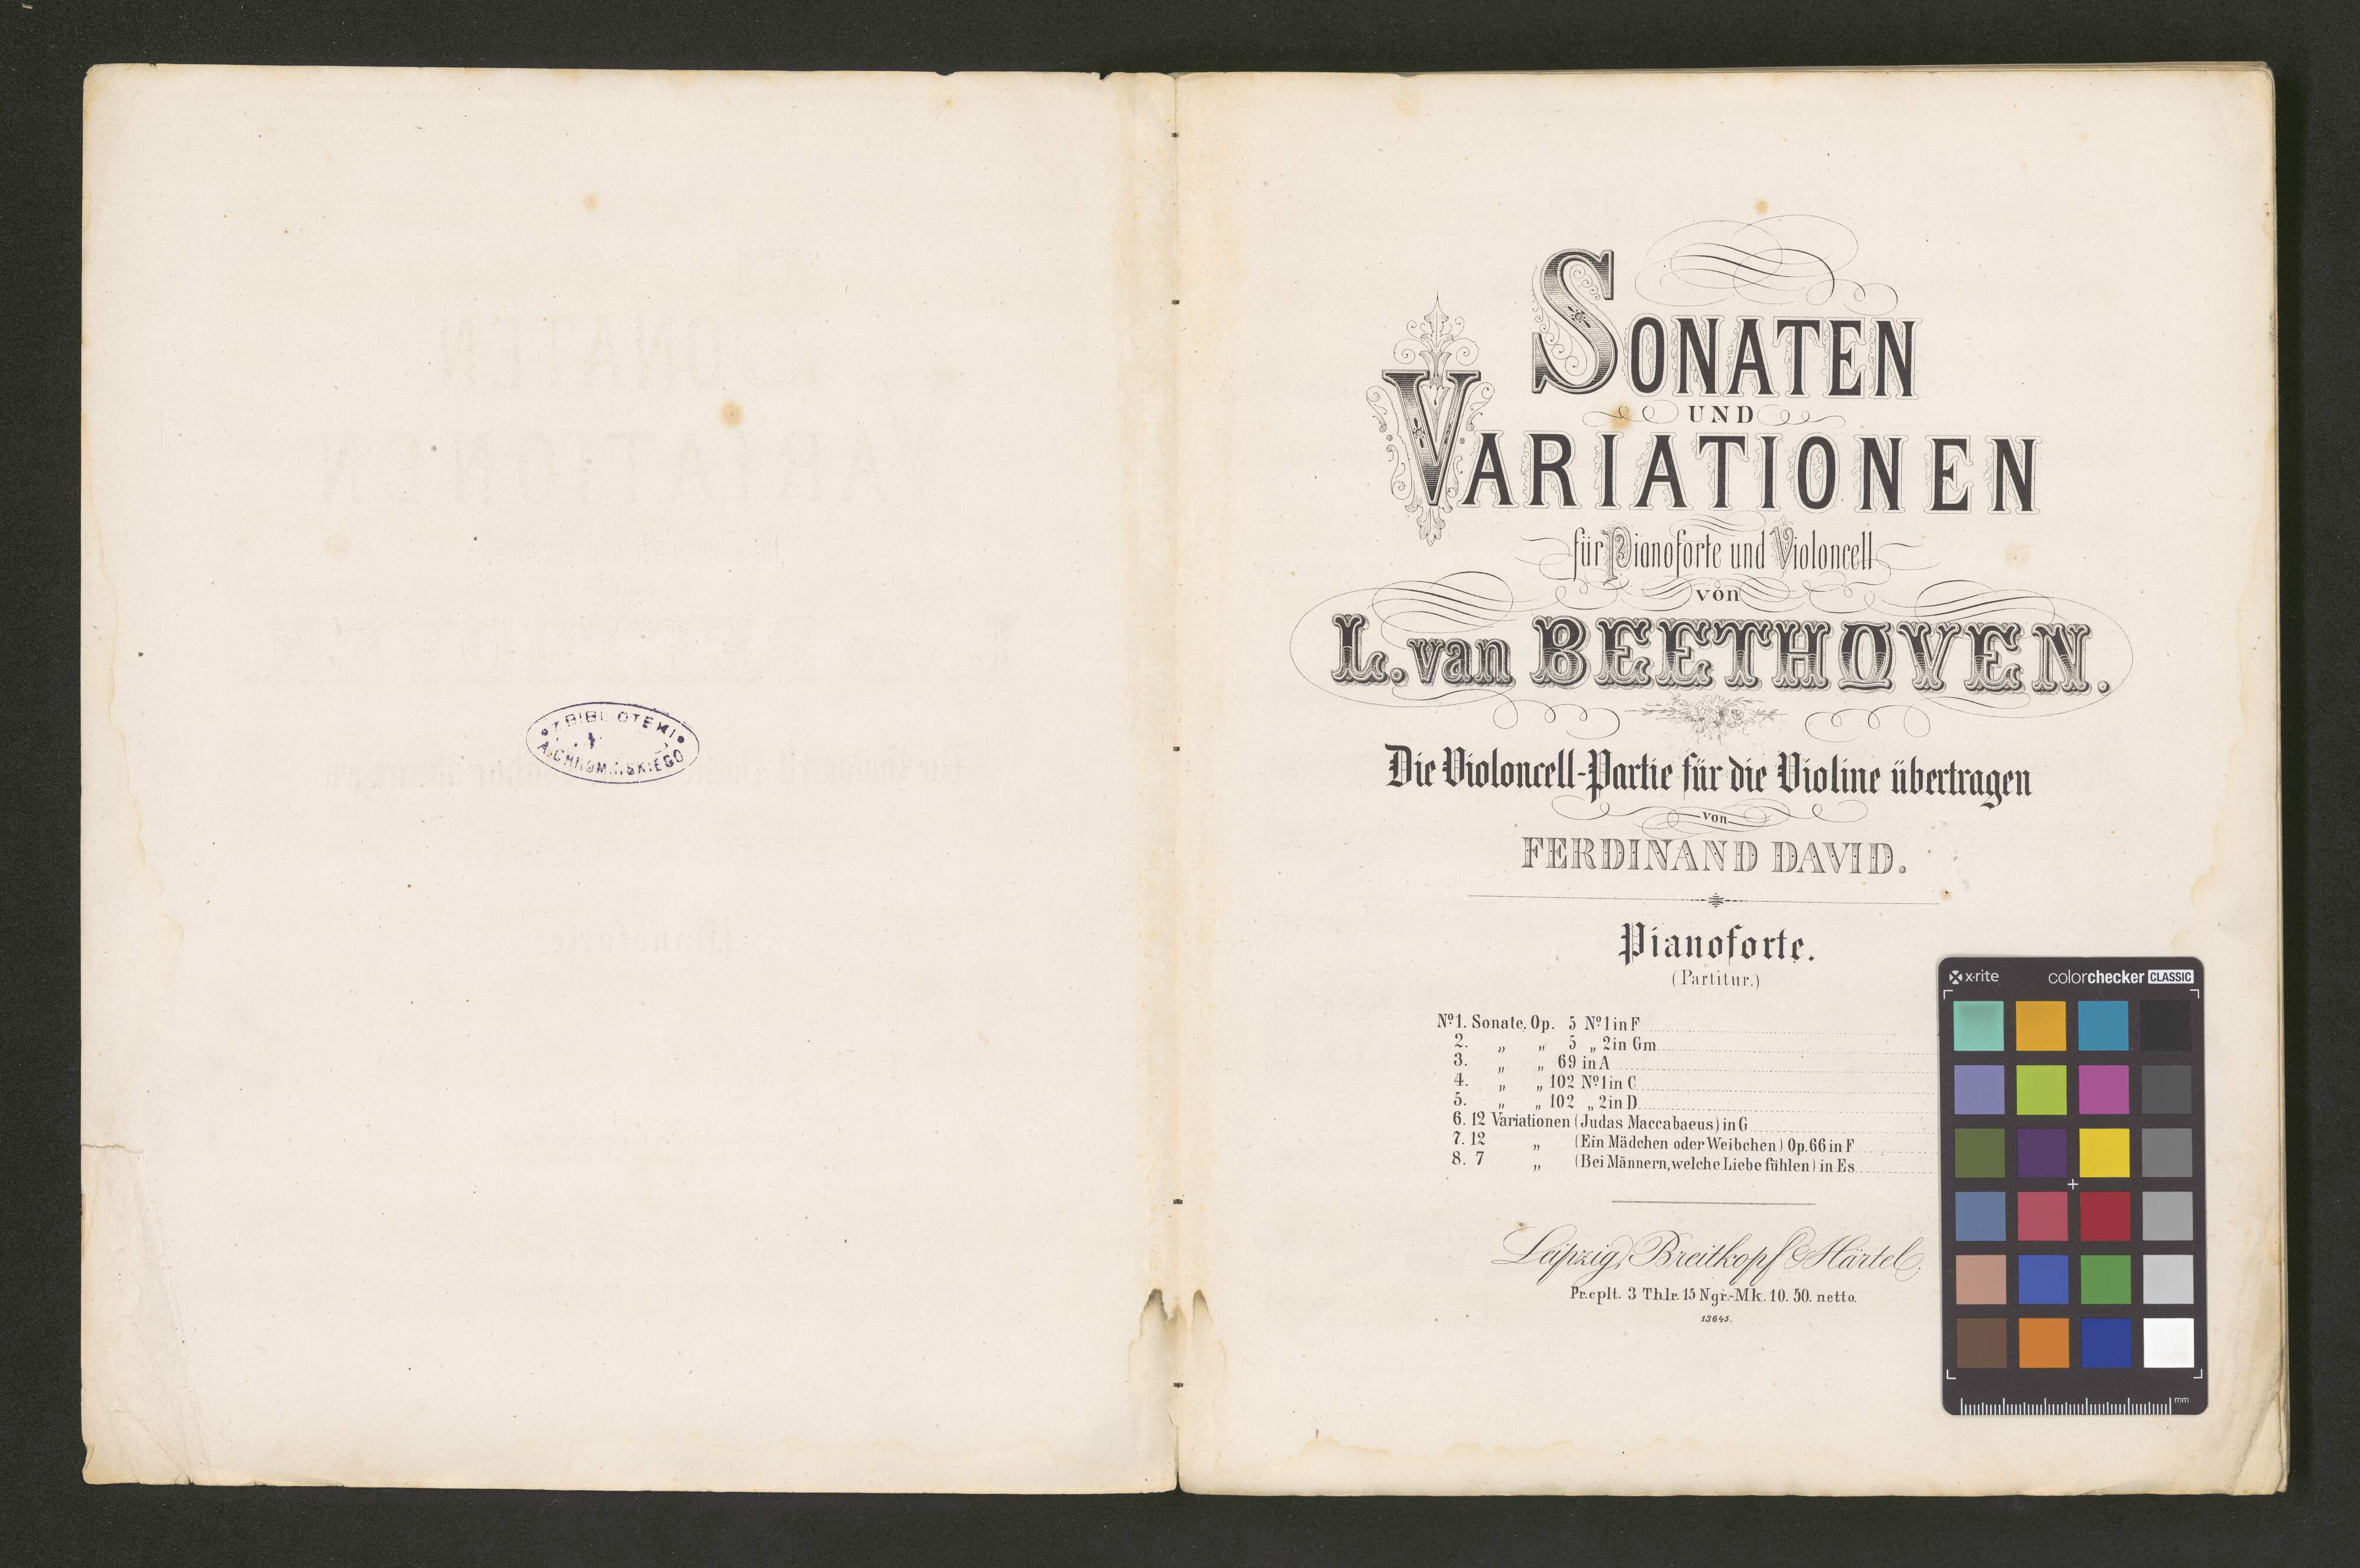 Z BIBLIOTEKI
SONATEN
UND
VARIATIONEN
für Pianoforte und Violoncell
von
L. van BEETHOVEN.
Die Violoncell-Partie für die Violine übertragen
von
FERDINAND DAVID.
Pianoforte.
(Partitur.)
Nº1. Sonate, Op. 5 Nº1 in F
2. „ „ 5 „ 2 in Gm
3. „ „ 69 in A
4. „ „ 102 Nº1 in C
5. „ „ 102 „ 2 in D
6. 12 Variationen (Judas Maccabaeus) in G
7. 12 „ (Ein Mädchen oder Weibchen) Op. 66 in F
8. 7 „ (Bei Männern, welche Liebe fühlen) in Es
Leipzig, Breitkopf & Härtel.
Pr. cplt. 3 Thlr. 15 Ngr.-Mk. 10. 50. netto.
13645.
x-rite colorchecker CLASSIC
mm